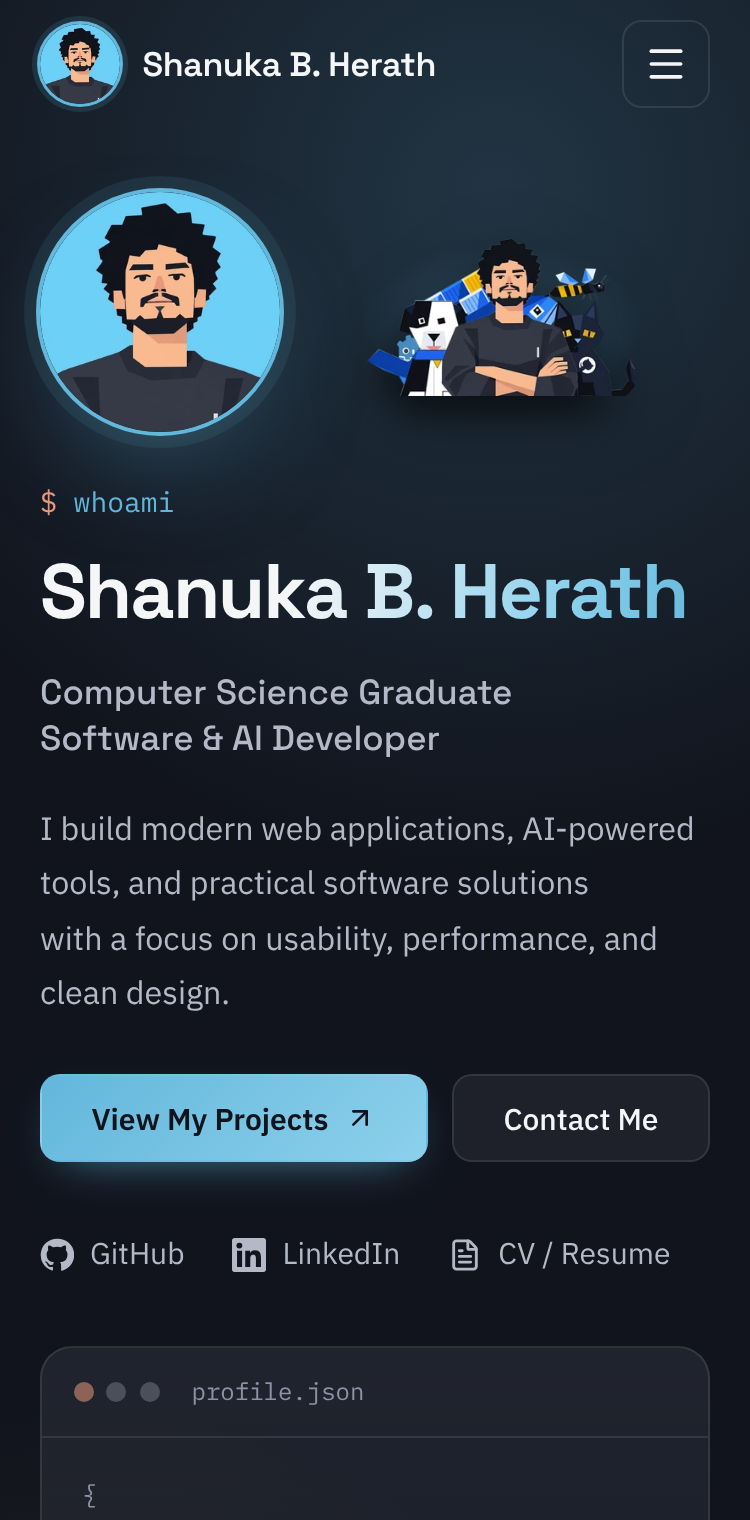 Shanuka B. Herath
$ whoami
Shanuka B. Herath
Computer Science Graduate
Software & AI Developer
I build modern web applications, AI-powered
tools, and practical software solutions
with a focus on usability, performance, and
clean design.
View My Projects
Contact Me
GitHub
LinkedIn
CV / Resume
profile.json
{